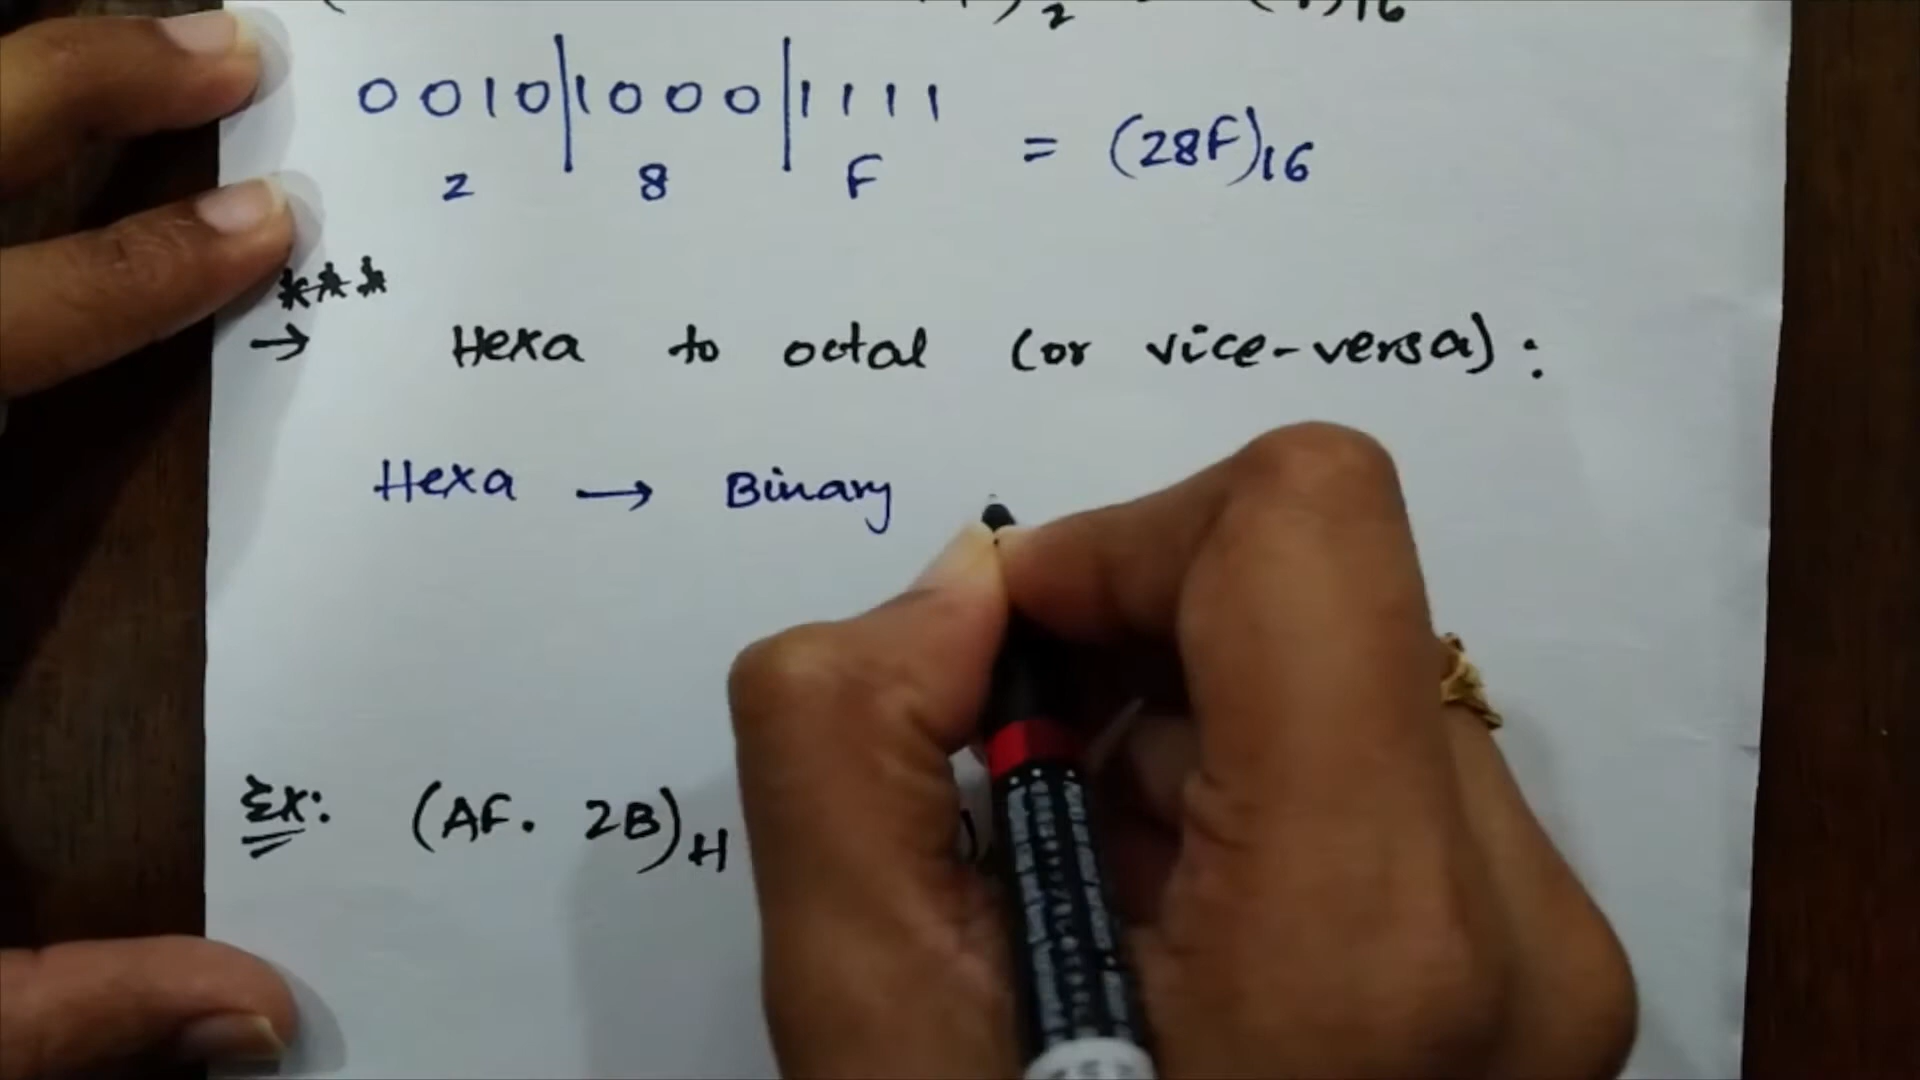 0010|1000|1111
2 8 F = (28F)16
***
→ Hexa to octal (or vice-versa):
Hexa → Binary
Ex: (AF. 2B)H